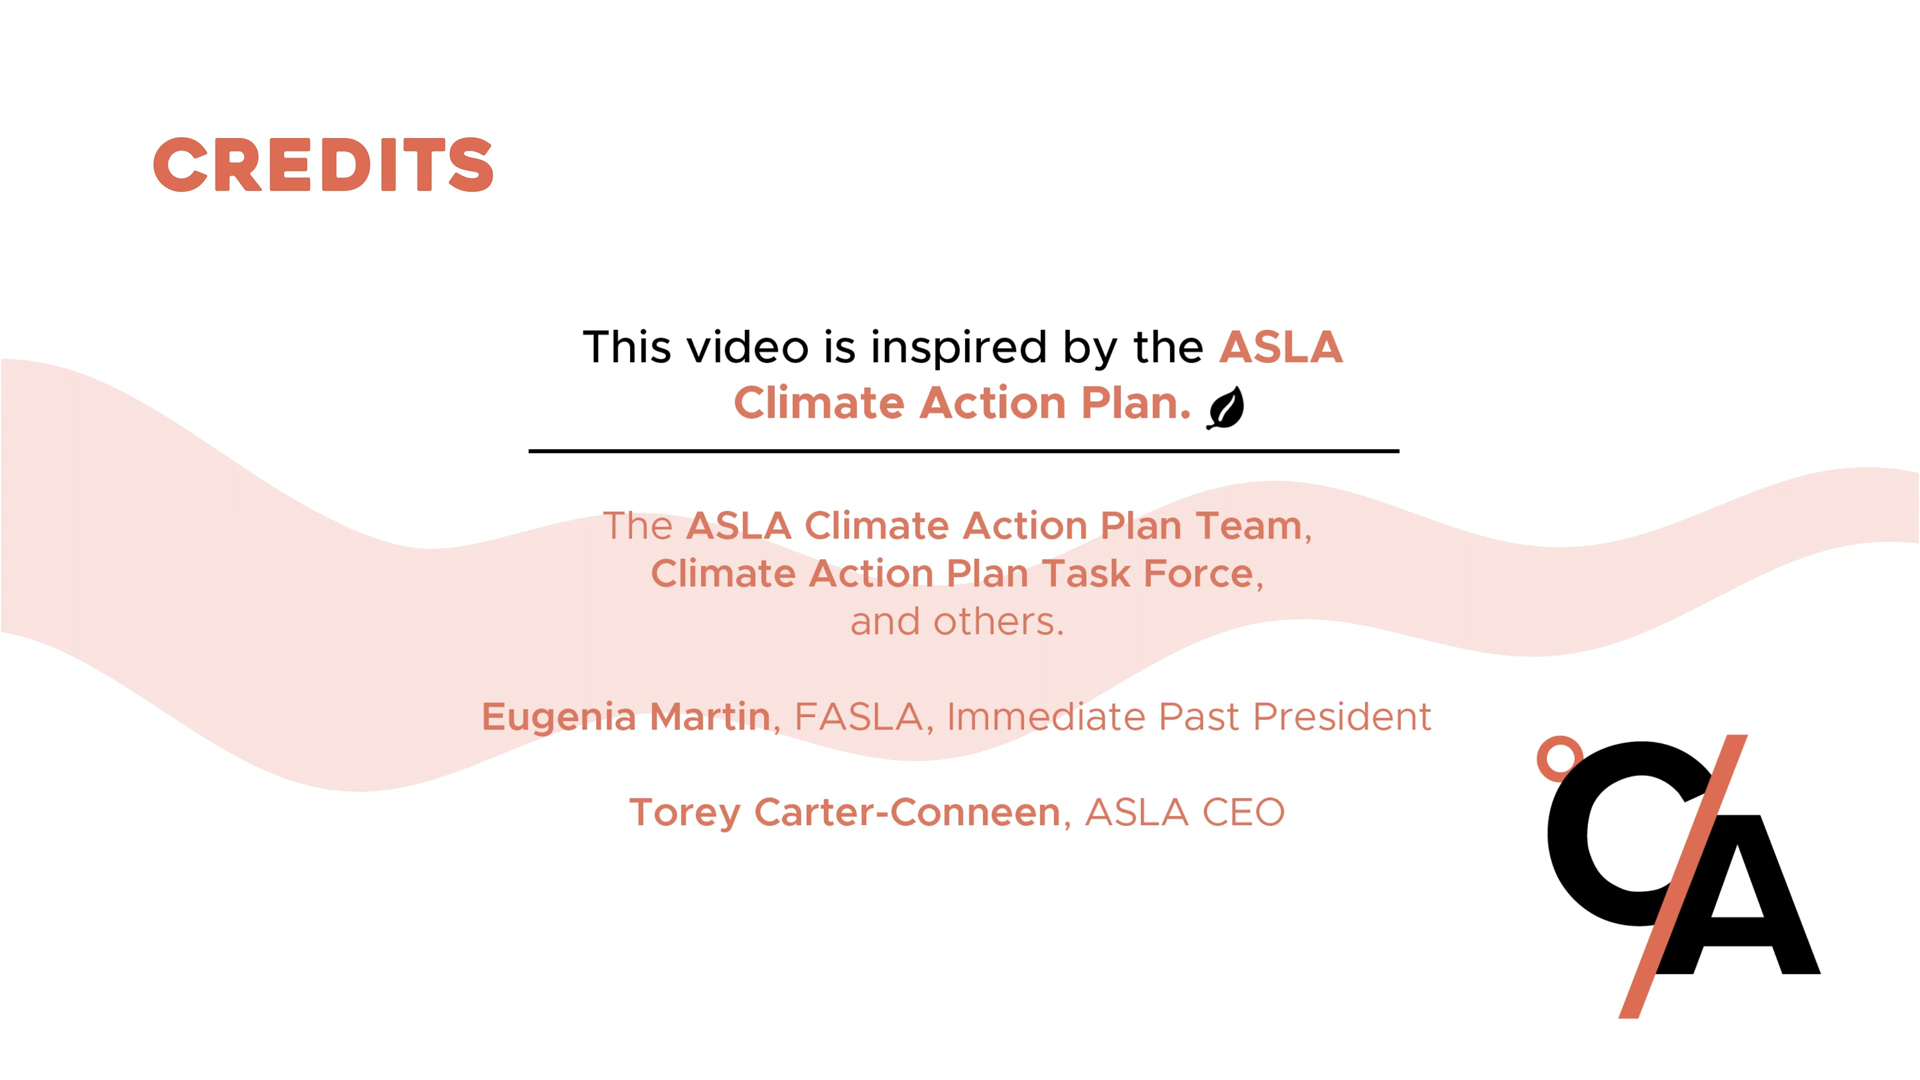 CREDITS
This video is inspired by the ASLA
Climate Action Plan.
The ASLA Climate Action Plan Team,
Climate Action Plan Task Force,
and others.
Eugenia Martin, FASLA, Immediate Past President
Torey Carter-Conneen, ASLA CEO
°C/A